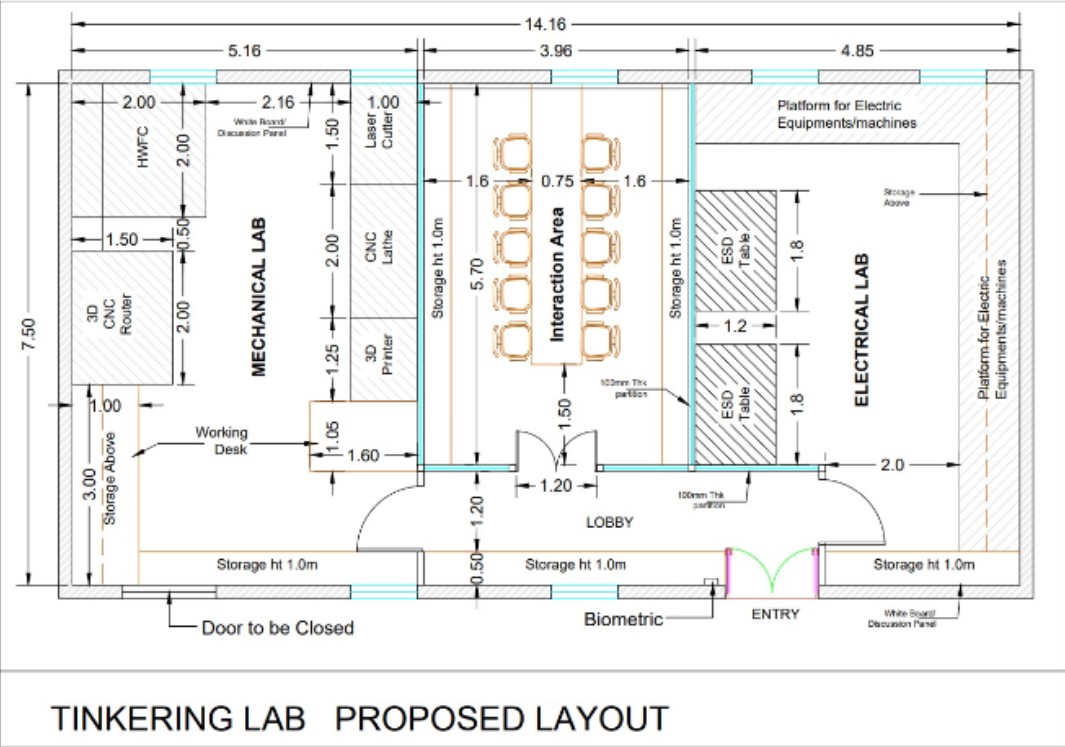 14.16
5.16
3.96
4.85
2.00
2.16
1.00
White Board/
Discussion Panel
HWFC
2.00
1.50
Laser
Cutter
Platform for Electric
Equipments/machines
1.6
0.75
1.6
Storage
Above
0.50
1.50
MECHANICAL LAB
2.00
CNC
Lathe
Storage ht 1.0m
5.70
Interaction Area
Storage ht 1.0m
ESD
Table
1.8
ELECTRICAL LAB
7.50
3D
CNC
Router
2.00
1.25
3D
Printer
1.2
Platform for Electric
Equipments/machines
1.00
100mm Thk
partition
ESD
Table
1.8
Working
Desk
1.05
1.60
1.50
2.0
3.00
Storage Above
1.20
1.20
100mm Thk
partition
LOBBY
Storage ht 1.0m
0.50
Storage ht 1.0m
Storage ht 1.0m
Door to be Closed
Biometric
ENTRY
White Board/
Discussion Panel
TINKERING LAB PROPOSED LAYOUT